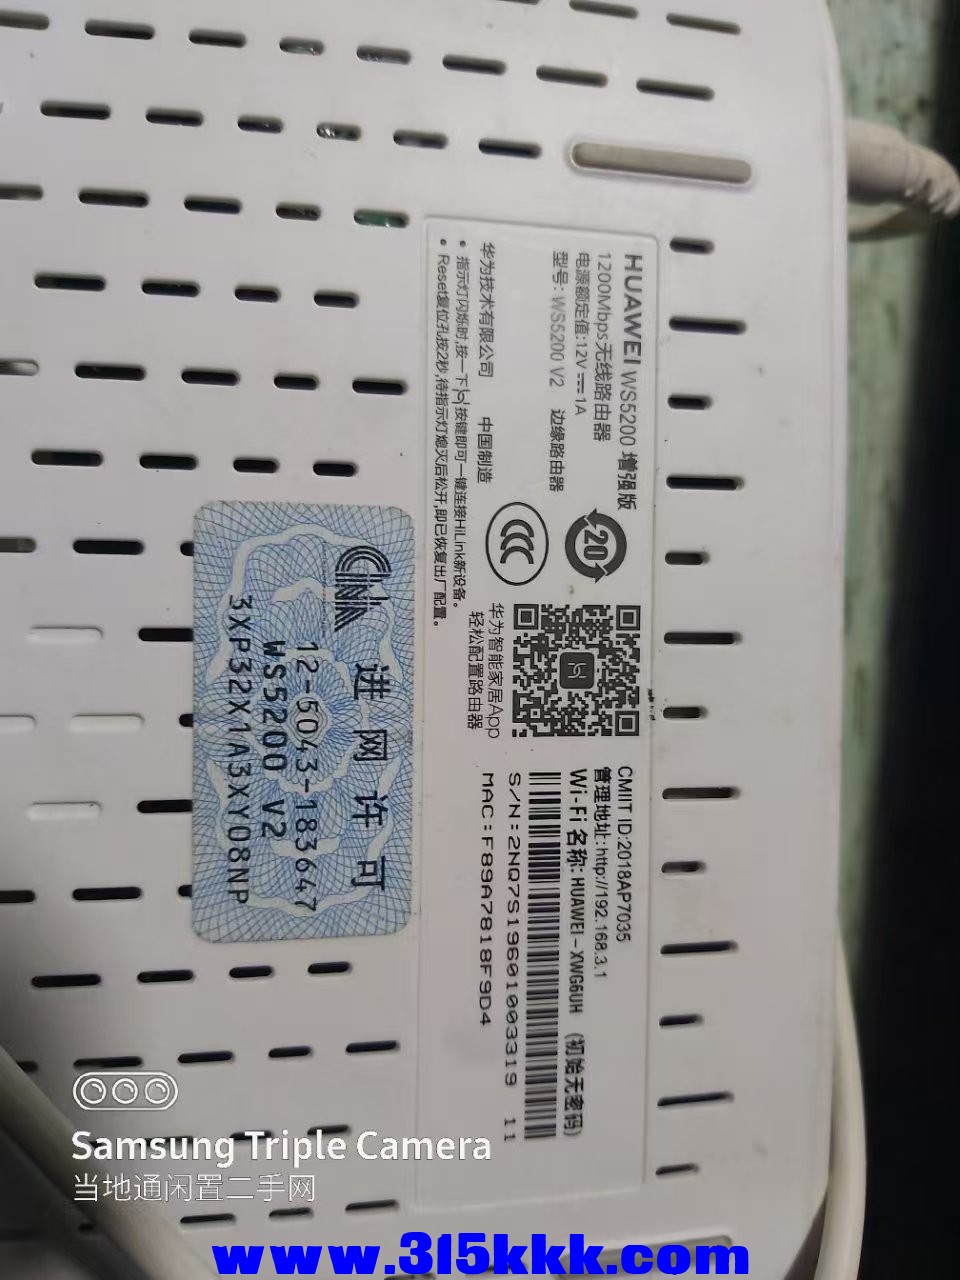 HUAWEI WS5200 增强版
1200Mbps无线路由器
电源额定值:12V⎓1A
型号: WS5200 V2 边缘路由器
20
华为技术有限公司 中国制造
• 指示灯闪烁时,按一下 按键即可一键连接HiLink新设备。
• Reset复位孔按2秒,待指示灯熄灭后松开,即已恢复出厂配置。
华为智能家居App
轻松配置路由器
CMIIT ID:2018AP7035
管理地址: http://192.168.3.1
Wi-Fi 名称: HUAWEI-XWG6UH (初始无密码)
S/N:2NQ7S19601003319 11
MAC:F89A7818F9D4
进网许可
12-5043-183647
WS5200 V2
3XP32X1A3XY08NP
Samsung Triple Camera
当地通闲置二手网
www.315kkk.com